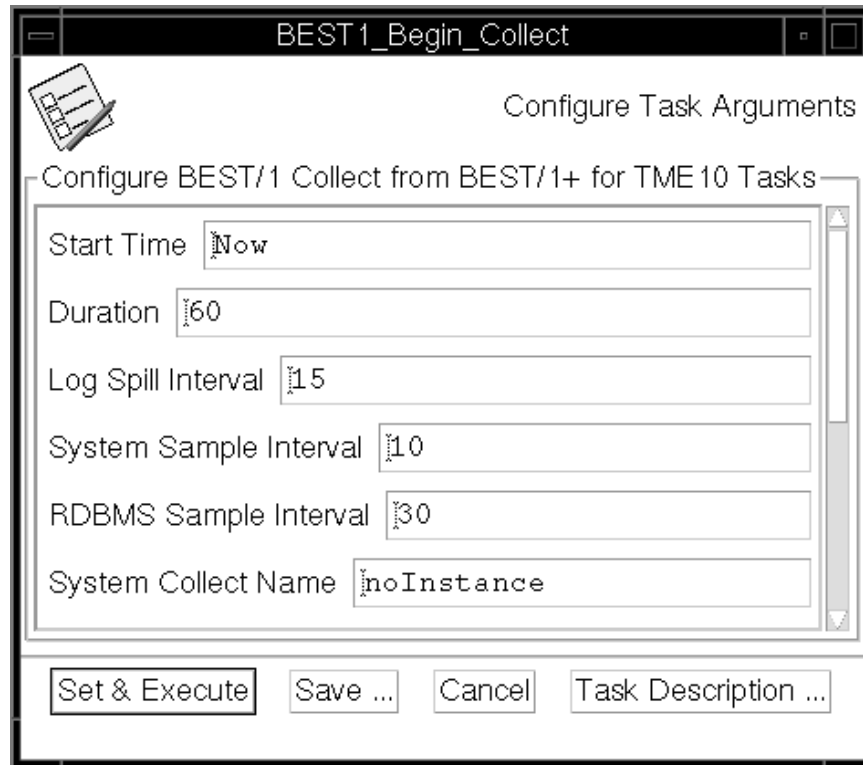 BEST1_Begin_Collect
Configure Task Arguments
Configure BEST/1 Collect from BEST/1+ for TME10 Tasks
Start Time Now
Duration 60
Log Spill Interval 15
System Sample Interval 10
RDBMS Sample Interval 30
System Collect Name noInstance
Set & Execute Save ... Cancel Task Description ...